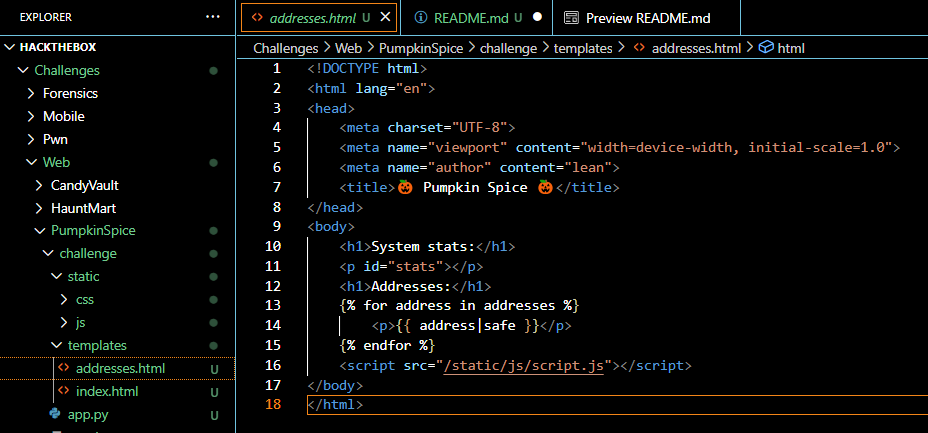 EXPLORER ...
HACKTHEBOX
Challenges
Forensics
Mobile
Pwn
Web
CandyVault
HauntMart
PumpkinSpice
challenge
static
css
js
templates
<> addresses.html U
<> index.html U
app.py U
<> addresses.html U × README.md U ● Preview README.md
Challenges > Web > PumpkinSpice > challenge > templates > <> addresses.html > html
1 <!DOCTYPE html>
2 <html lang="en">
3 <head>
4 <meta charset="UTF-8">
5 <meta name="viewport" content="width=device-width, initial-scale=1.0">
6 <meta name="author" content="lean">
7 <title>🎃 Pumpkin Spice 🎃</title>
8 </head>
9 <body>
10 <h1>System stats:</h1>
11 <p id="stats"></p>
12 <h1>Addresses:</h1>
13 {% for address in addresses %}
14 <p>{{ address|safe }}</p>
15 {% endfor %}
16 <script src="/static/js/script.js"></script>
17 </body>
18 </html>